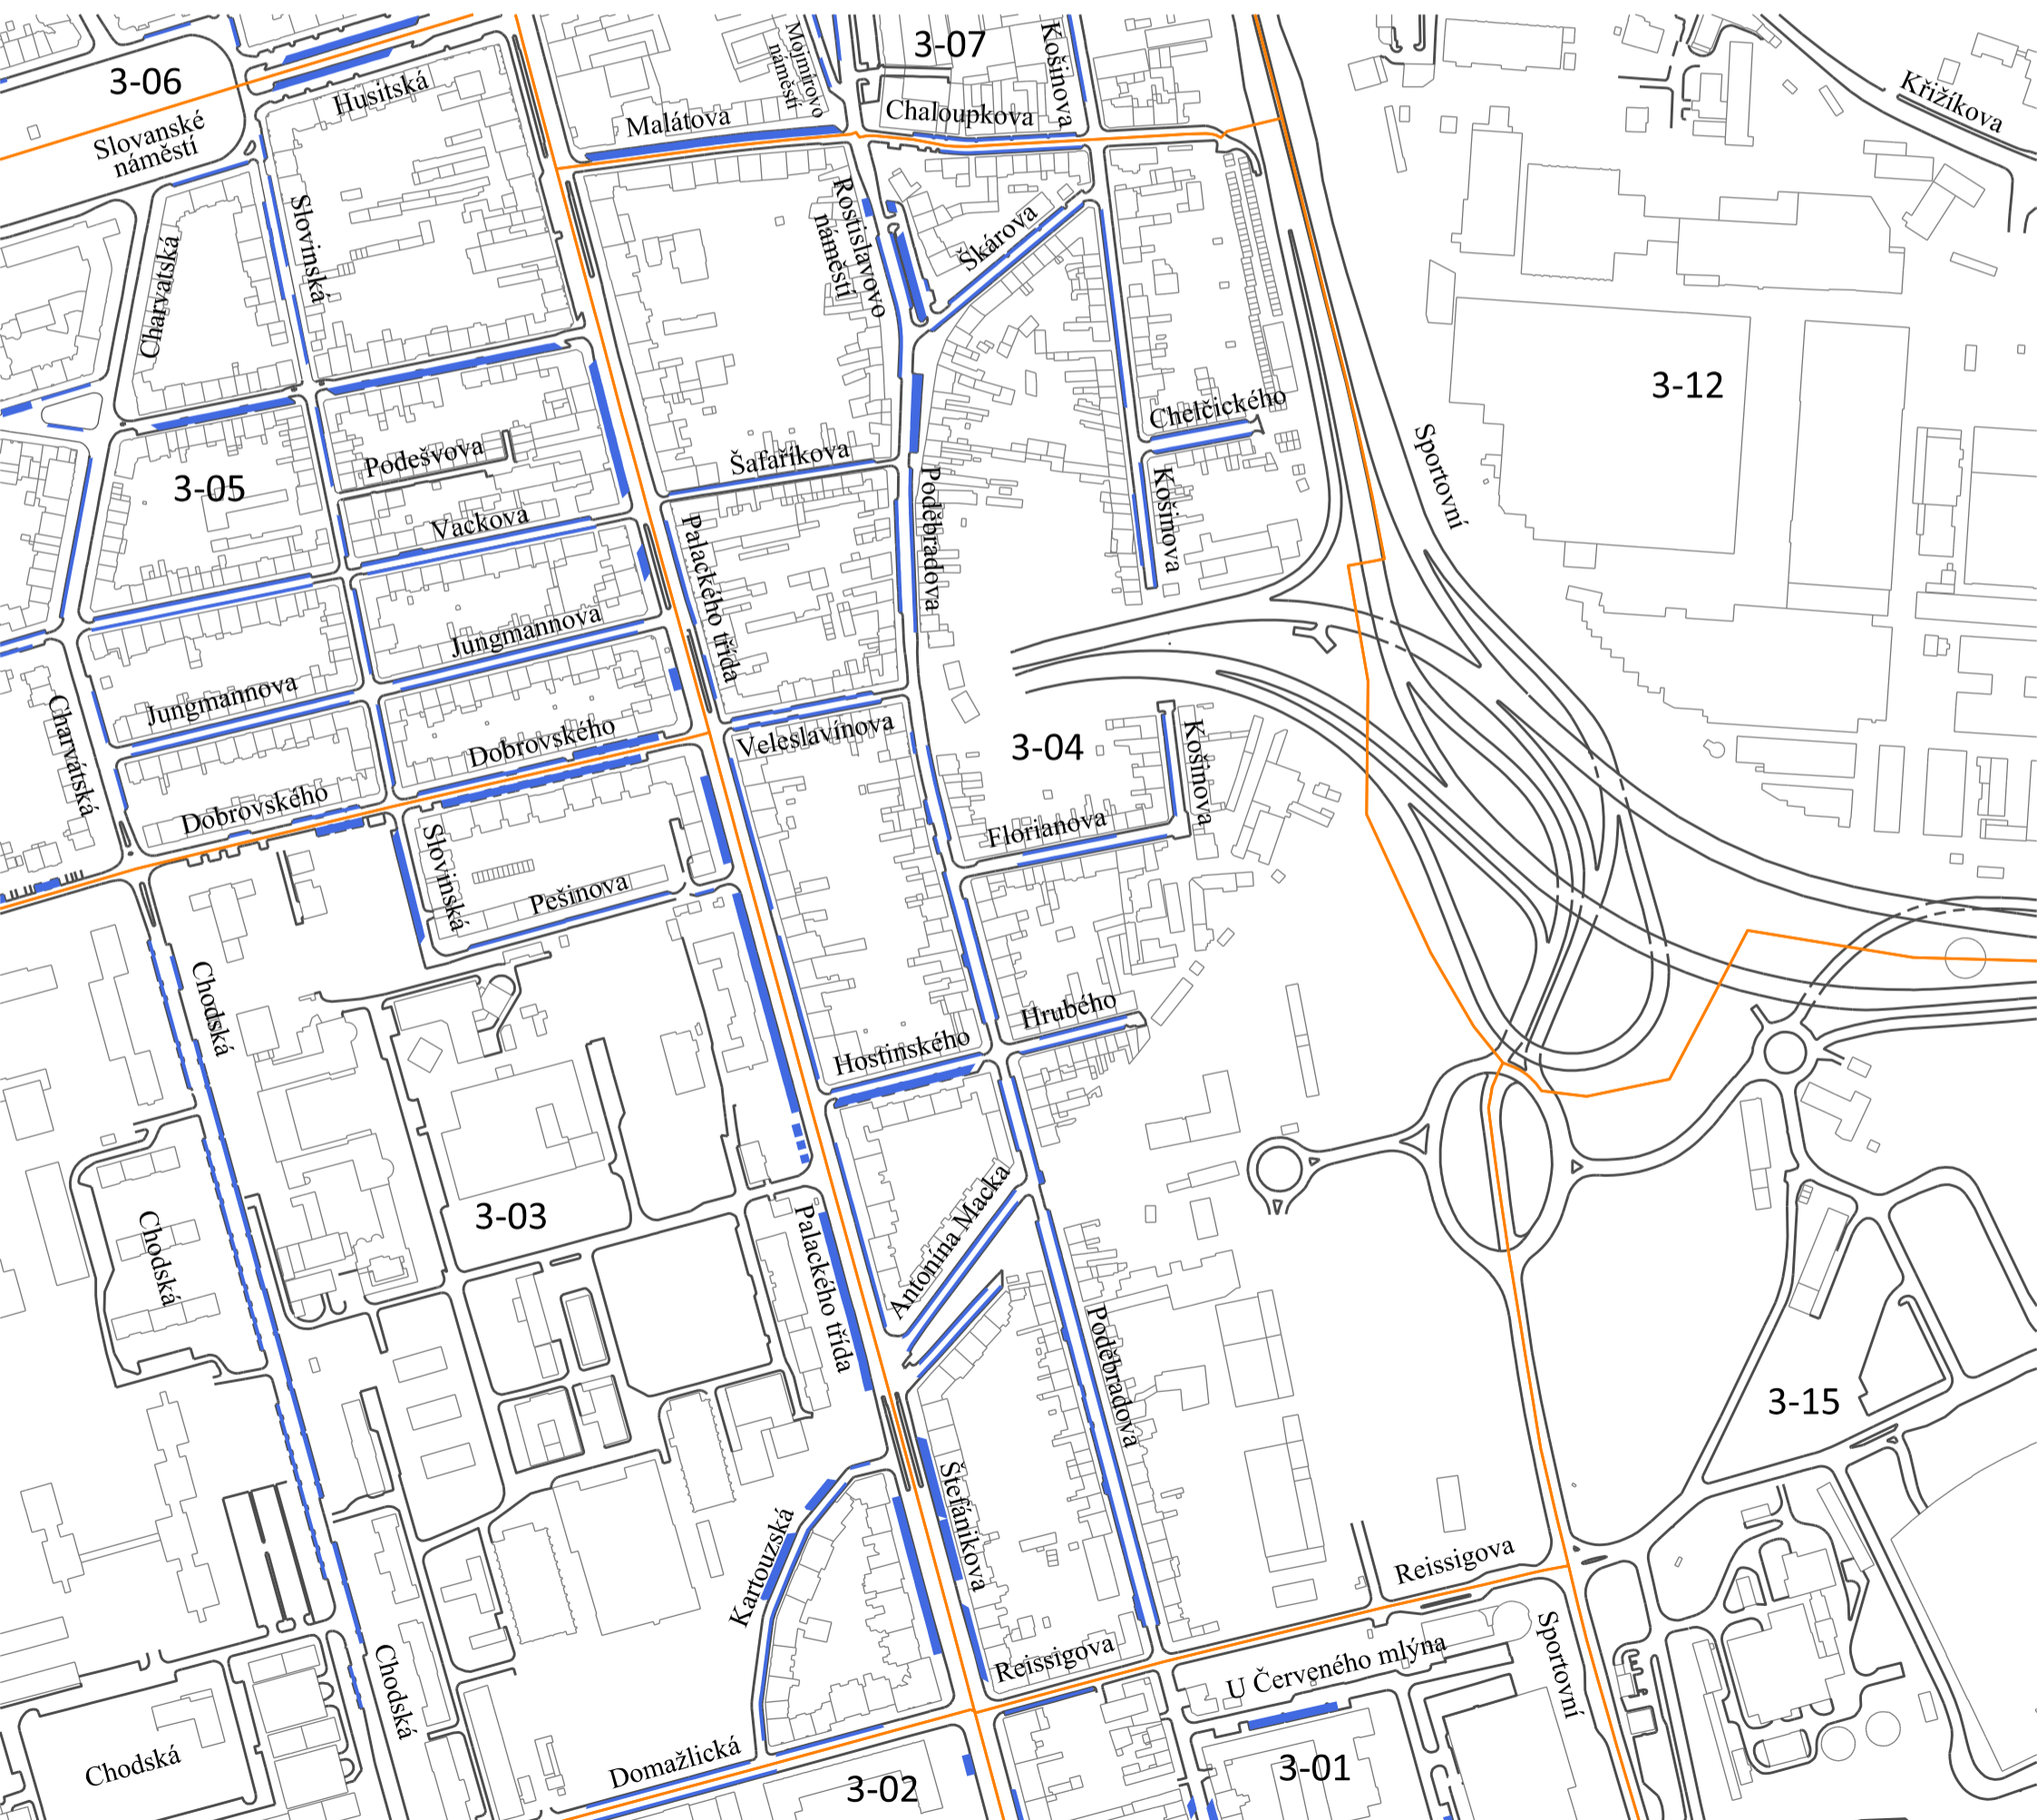 3-06
3-07
Mojmírovo
náměstí
Košinova
Husitská
Malátova
Chaloupkova
Křižíkova
Slovanské
náměstí
Slovinská
Charvatská
Rostislavovo
náměstí
Škárova
3-12
Chelčického
Podešvova
Šafaříkova
3-05
Vackova
Poděbradova
Košinova
Sportovní
Palackého třída
Jungmannova
Jungmannova
Charvátská
Veleslavínova
3-04
Košinova
Dobrovského
Dobrovského
Florianova
Slovinská
Pešinova
Chodská
Hrubého
Hostinského
3-03
Antonína Macka
Chodská
Palackého třída
Poděbradova
3-15
Štefánikova
Kartouzská
Reissigova
Reissigova
U Červeného mlýna
Sportovní
Chodská
Chodská
Domažlická
3-02
3-01